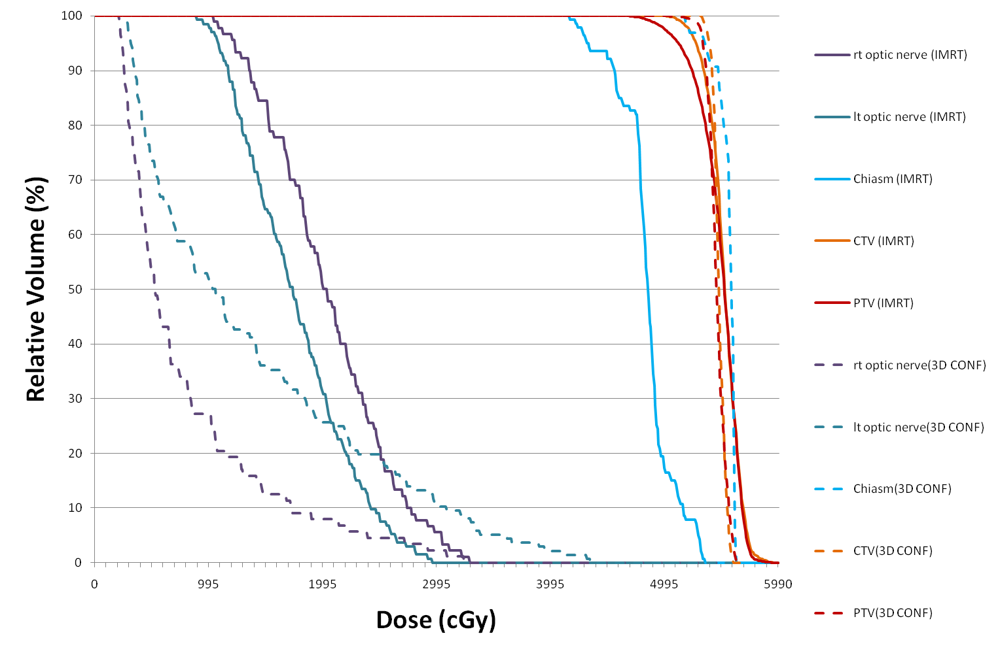 100
90
80
70
60
50
40
30
20
10
0
Relative Volume (%)
0 995 1995 2995 3995 4995 5990
Dose (cGy)
rt optic nerve (IMRT)
lt optic nerve (IMRT)
Chiasm (IMRT)
CTV (IMRT)
PTV (IMRT)
rt optic nerve(3D CONF)
lt optic nerve(3D CONF)
Chiasm(3D CONF)
CTV(3D CONF)
PTV(3D CONF)